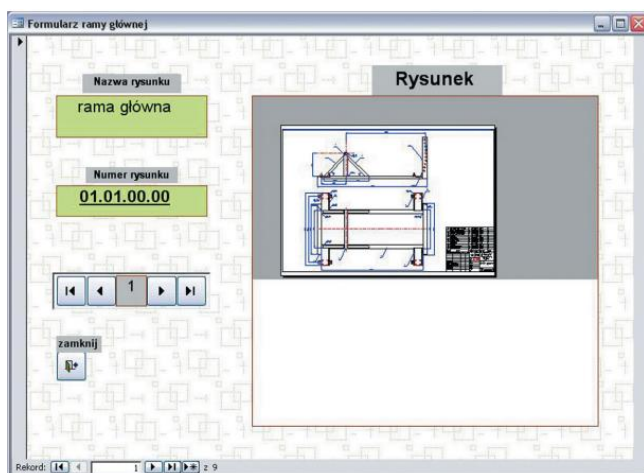 Formularz ramy głównej
Nazwa rysunku
rama główna
Numer rysunku
01.01.00.00
1
zamknij
Rysunek
Rekord: 1 z 9